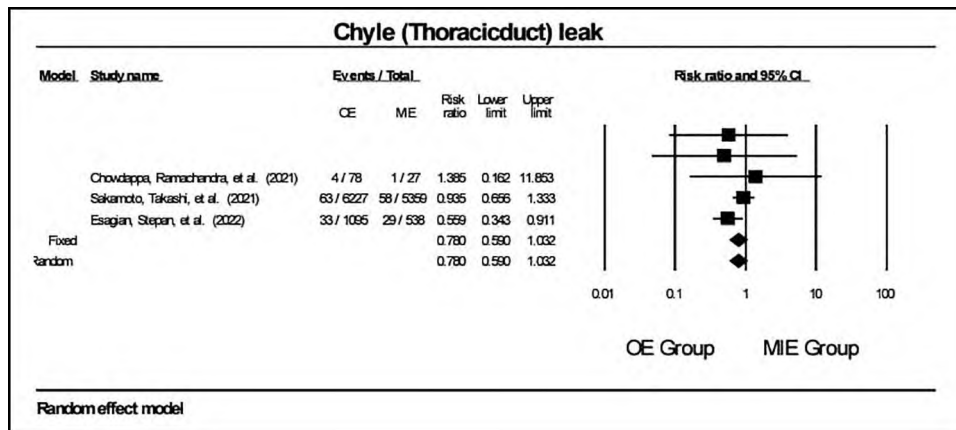 Chyle (Thoracicduct) leak
Model Study name Events / Total Risk ratio and 95% CI
CE ME Risk ratio Lower limit Upper limit
Chowdappa, Ramachandra, et al. (2021) 4 / 78 1 / 27 1.385 0.162 11.853
Sakamoto, Takashi, et al. (2021) 63 / 6227 58 / 5359 0.935 0.656 1.333
Esagian, Stepan, et al. (2022) 33 / 1095 29 / 538 0.559 0.343 0.911
Fixed 0.780 0.590 1.032
Random 0.780 0.590 1.032
0.01 0.1 1 10 100
OE Group MIE Group
Random effect model